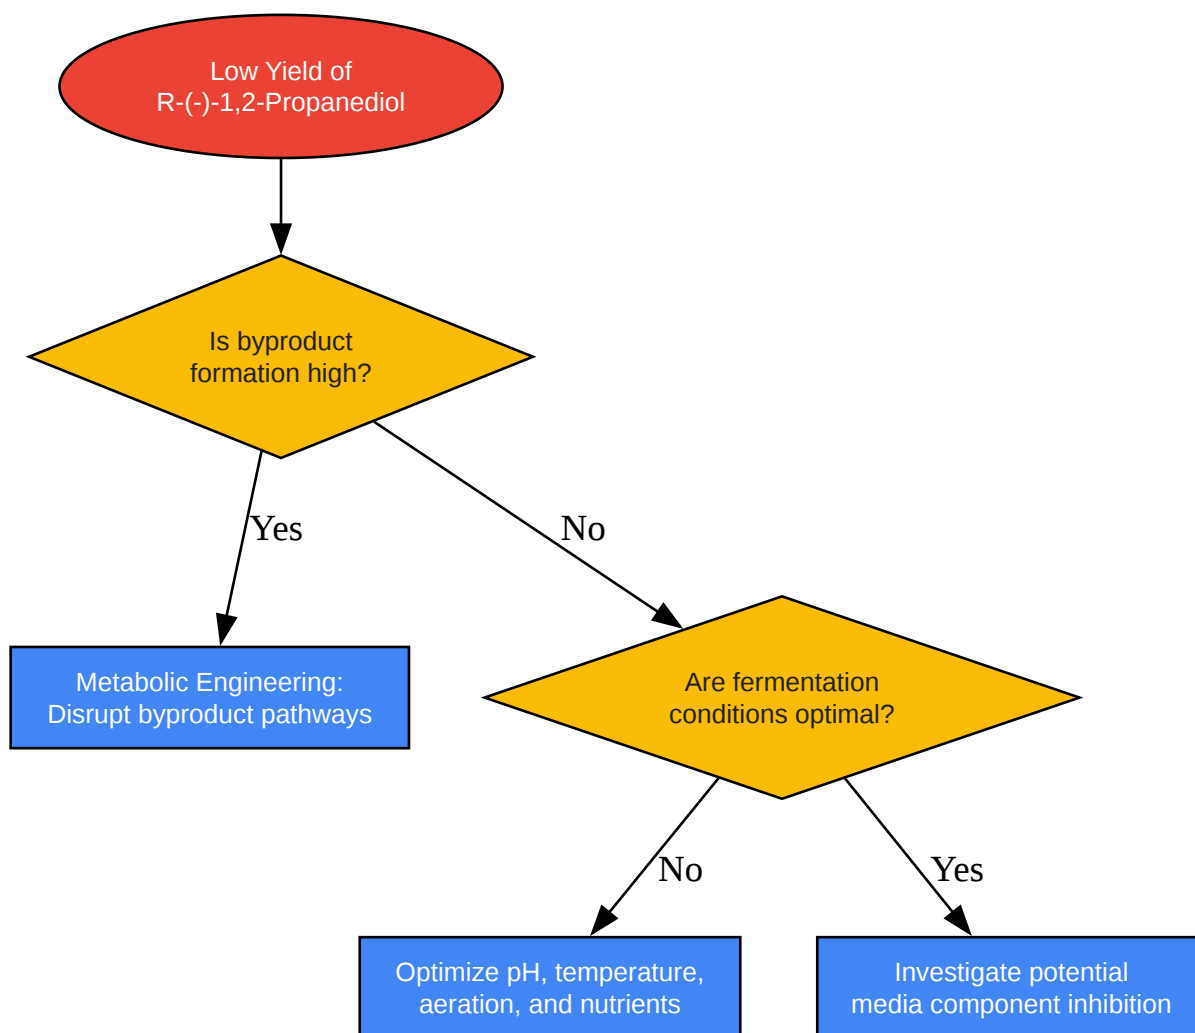 Low Yield of
R-(-)-1,2-Propanediol
Is byproduct
formation high?
Yes
No
Metabolic Engineering:
Disrupt byproduct pathways
Are fermentation
conditions optimal?
No
Yes
Optimize pH, temperature,
aeration, and nutrients
Investigate potential
media component inhibition